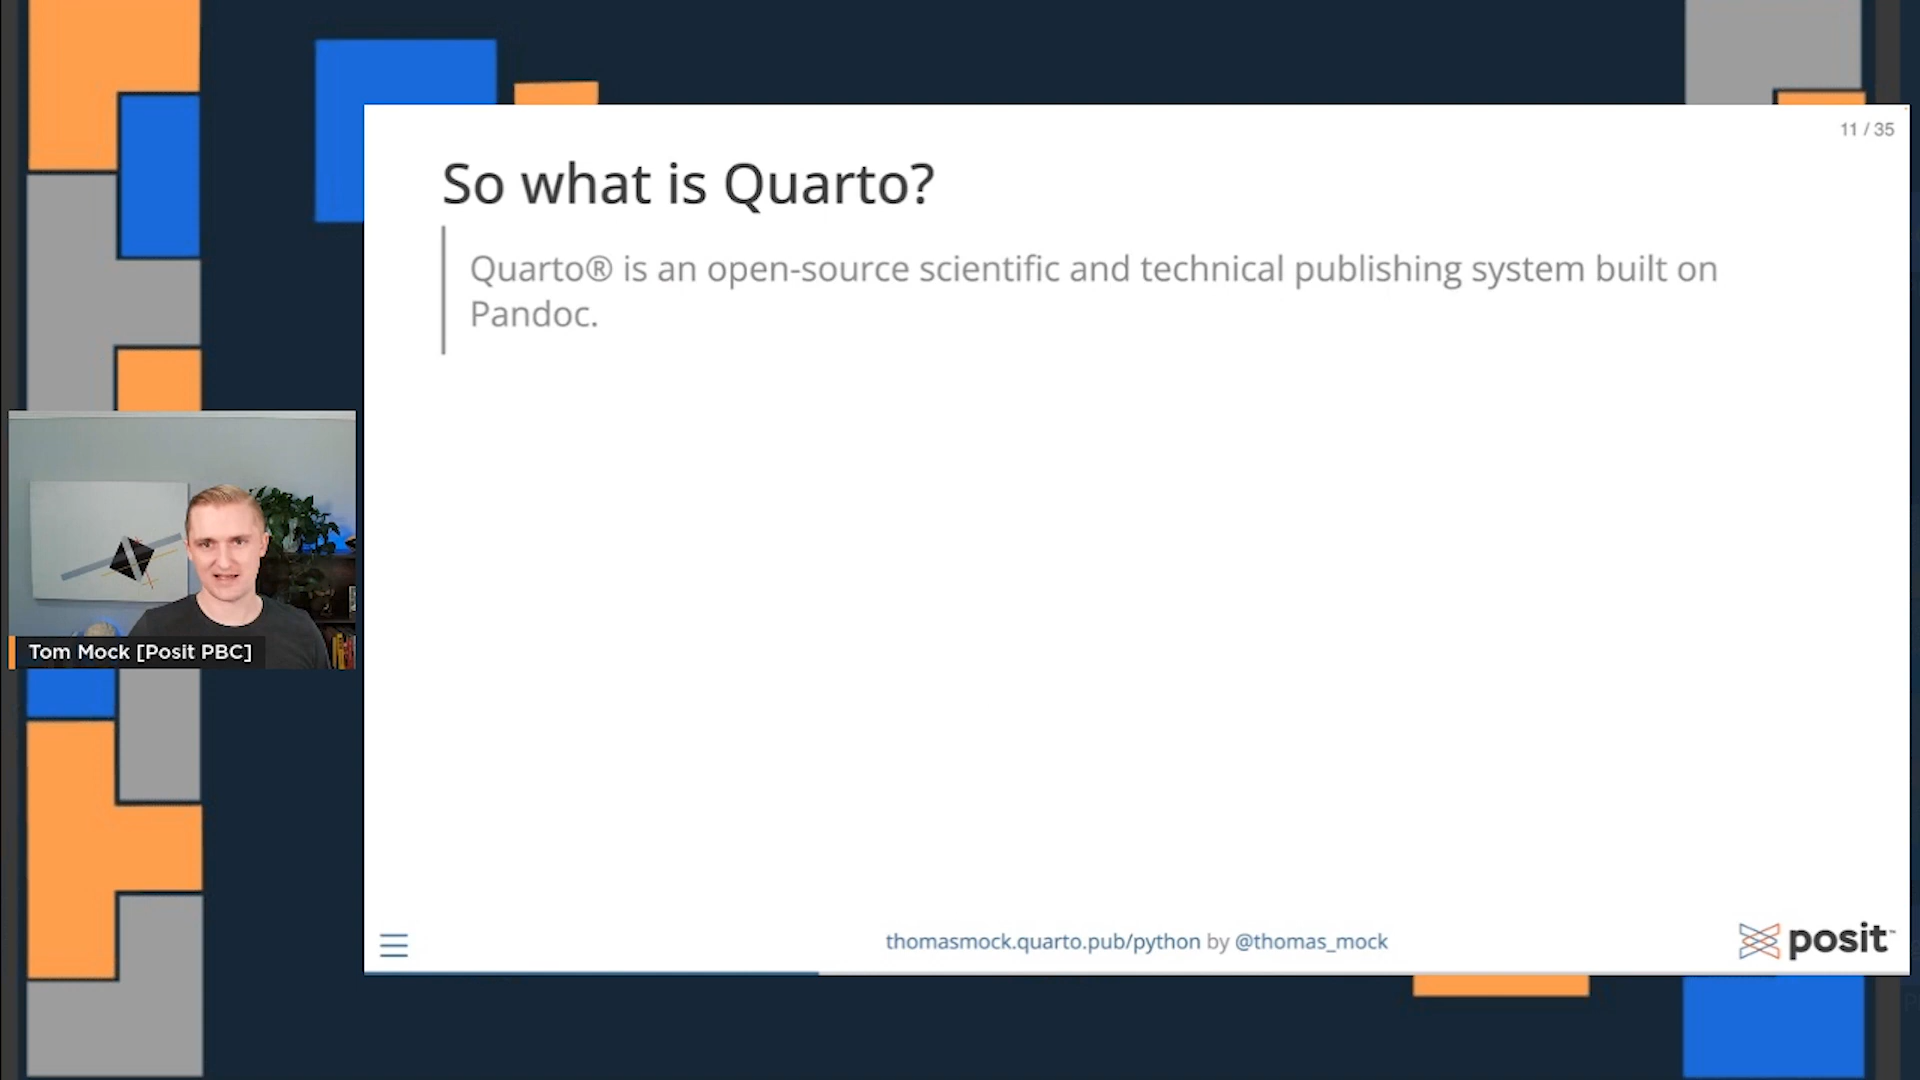 11 / 35
So what is Quarto?
Quarto® is an open-source scientific and technical publishing system built on
Pandoc.
Tom Mock [Posit PBC]
thomasmock.quarto.pub/python by @thomas_mock
posit™